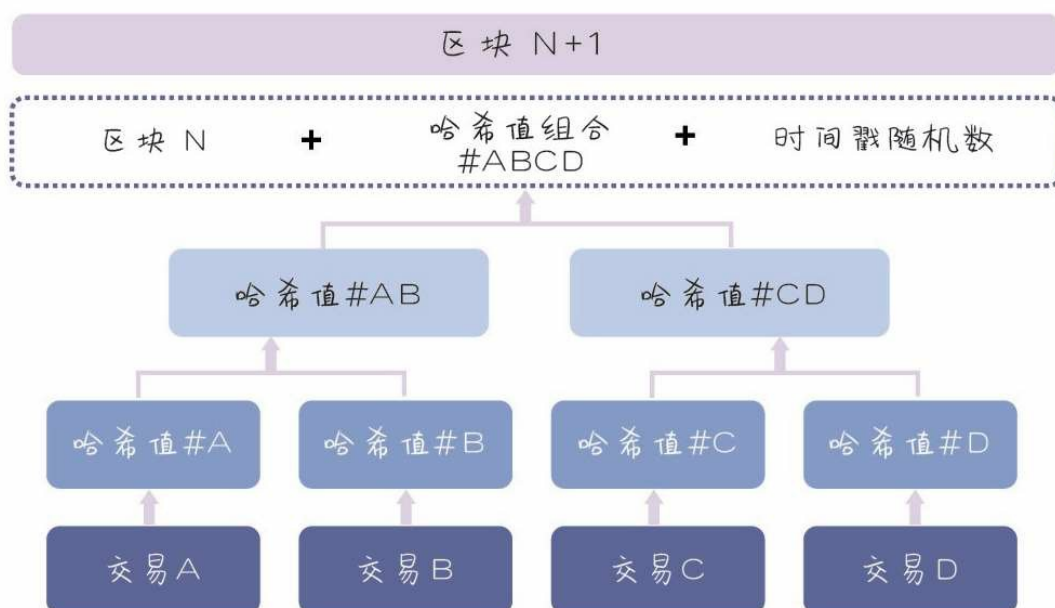 区块 N+1
区块 N + 哈希值组合 + 时间戳随机数
#ABCD
哈希值#AB 哈希值#CD
哈希值#A 哈希值#B 哈希值#C 哈希值#D
交易A 交易B 交易C 交易D